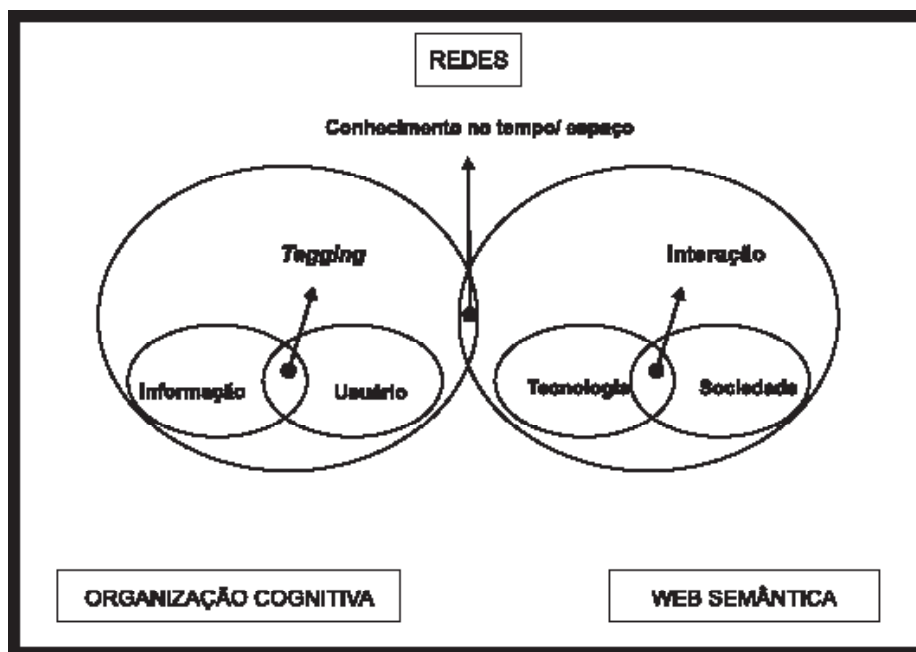 REDES
Conhecimento no tempo/ espaço
Tagging
Interação
Informação
Usuário
Tecnologia
Sociedade
ORGANIZAÇÃO COGNITIVA
WEB SEMÂNTICA